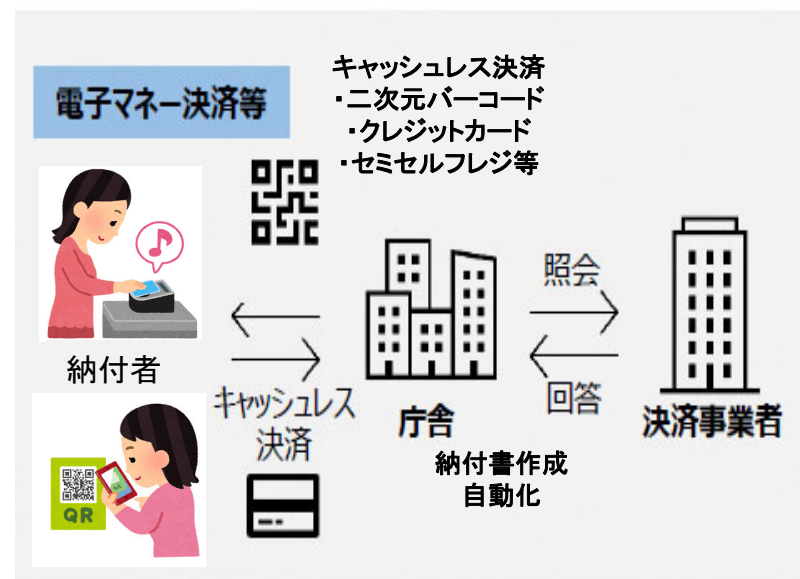 電子マネー決済等
キャッシュレス決済
・二次元バーコード
・クレジットカード
・セミセルフレジ等
納付者
キャッシュレス
決済
QR
庁舎
納付書作成
自動化
照会
回答
決済事業者